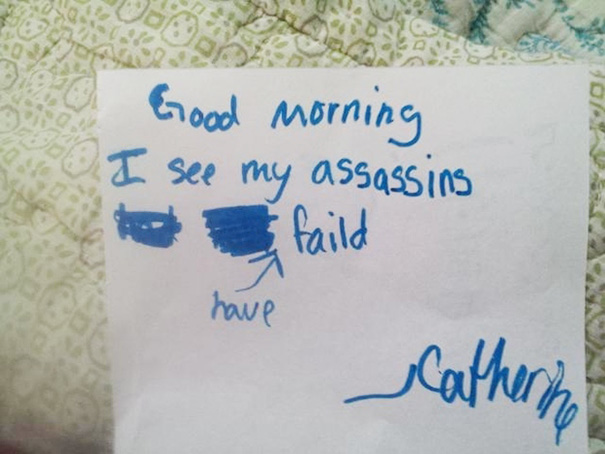 Good morning
I see my assassins
faild
have
Catherine